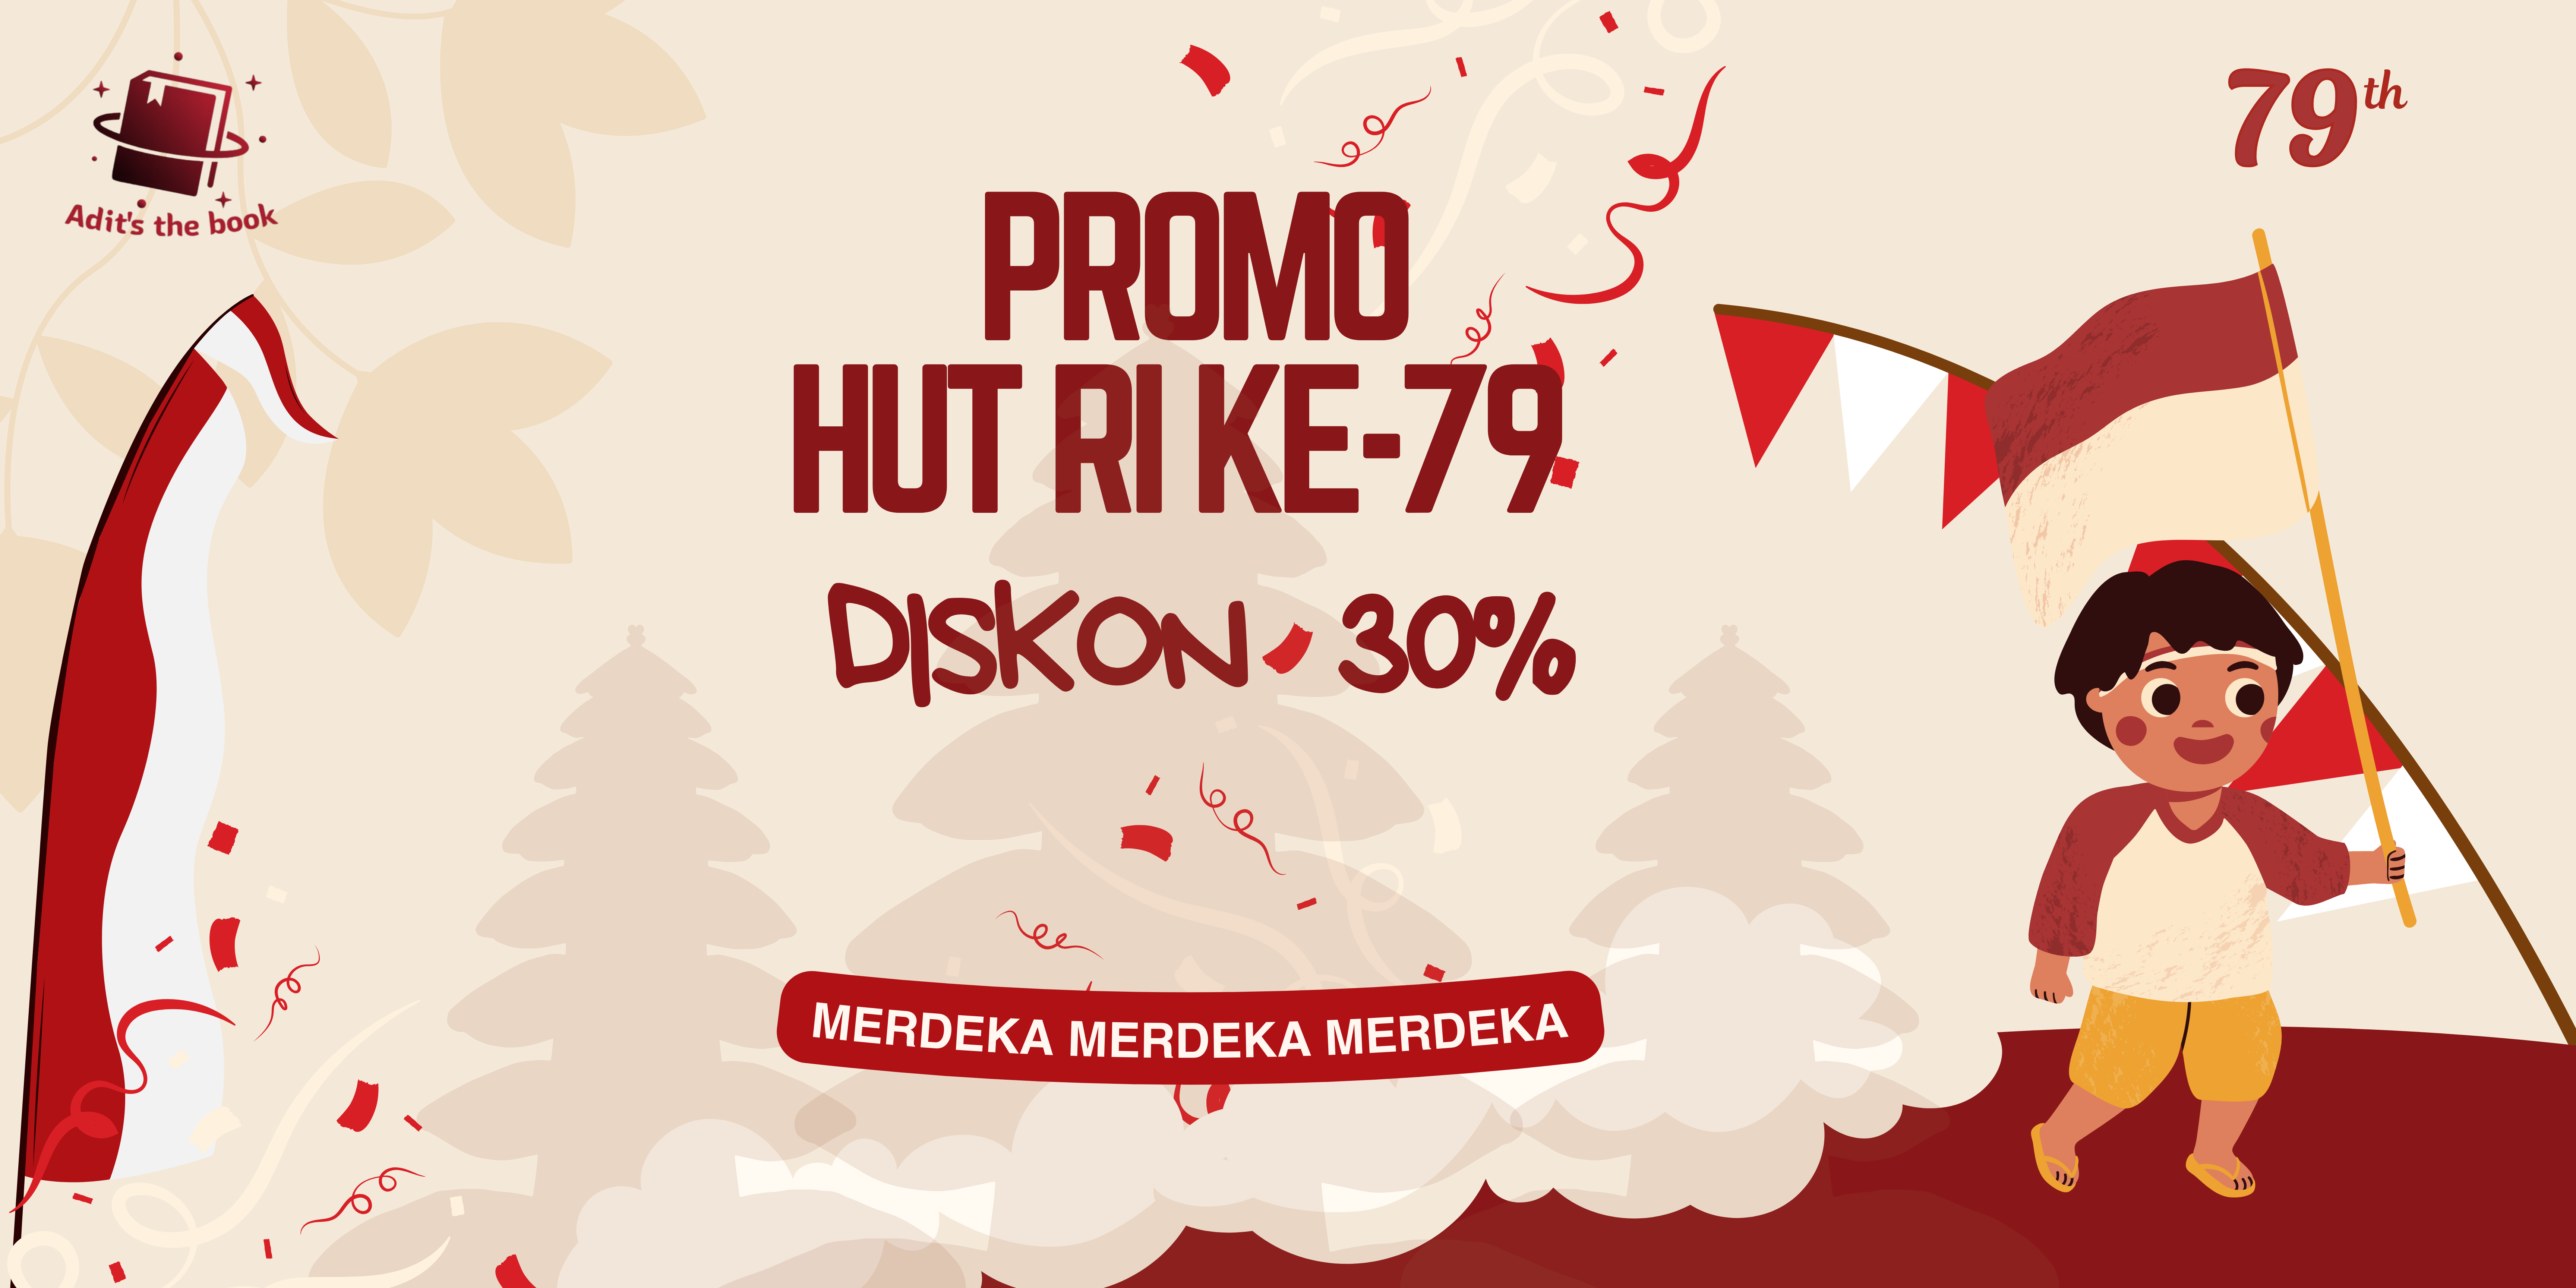 Adit's the book
79th
PROMO
HUT RI KE-79
DISKON 30%
MERDEKA MERDEKA MERDEKA